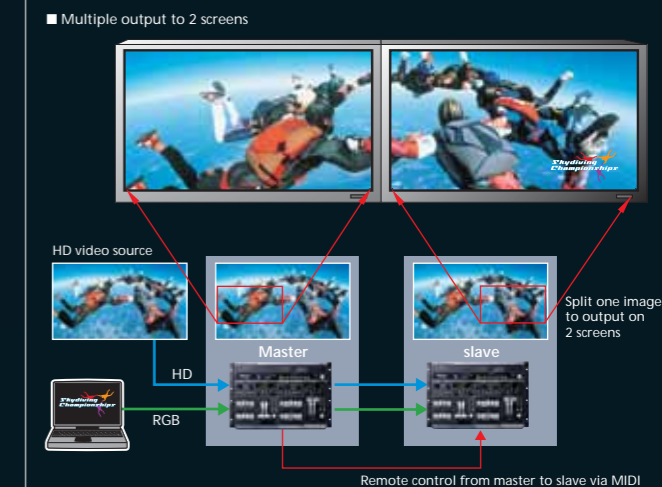 ■ Multiple output to 2 screens
Skydiving
Championships
HD video source
Master
slave
Split one image
to output on
2 screens
HD
Skydiving
Championships
RGB
Remote control from master to slave via MIDI